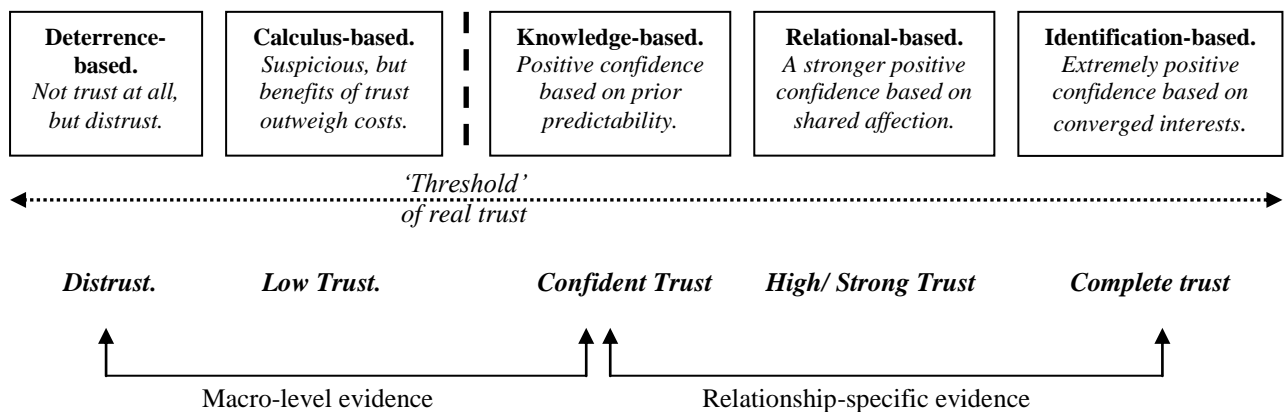 Deterrence-
based.
Not trust at all,
but distrust.
Calculus-based.
Suspicious, but
benefits of trust
outweigh costs.
Knowledge-based.
Positive confidence
based on prior
predictability.
Relational-based.
A stronger positive
confidence based on
shared affection.
Identification-based.
Extremely positive
confidence based on
converged interests.
‘Threshold’
of real trust
Distrust.
Low Trust.
Confident Trust
High/ Strong Trust
Complete trust
Macro-level evidence
Relationship-specific evidence